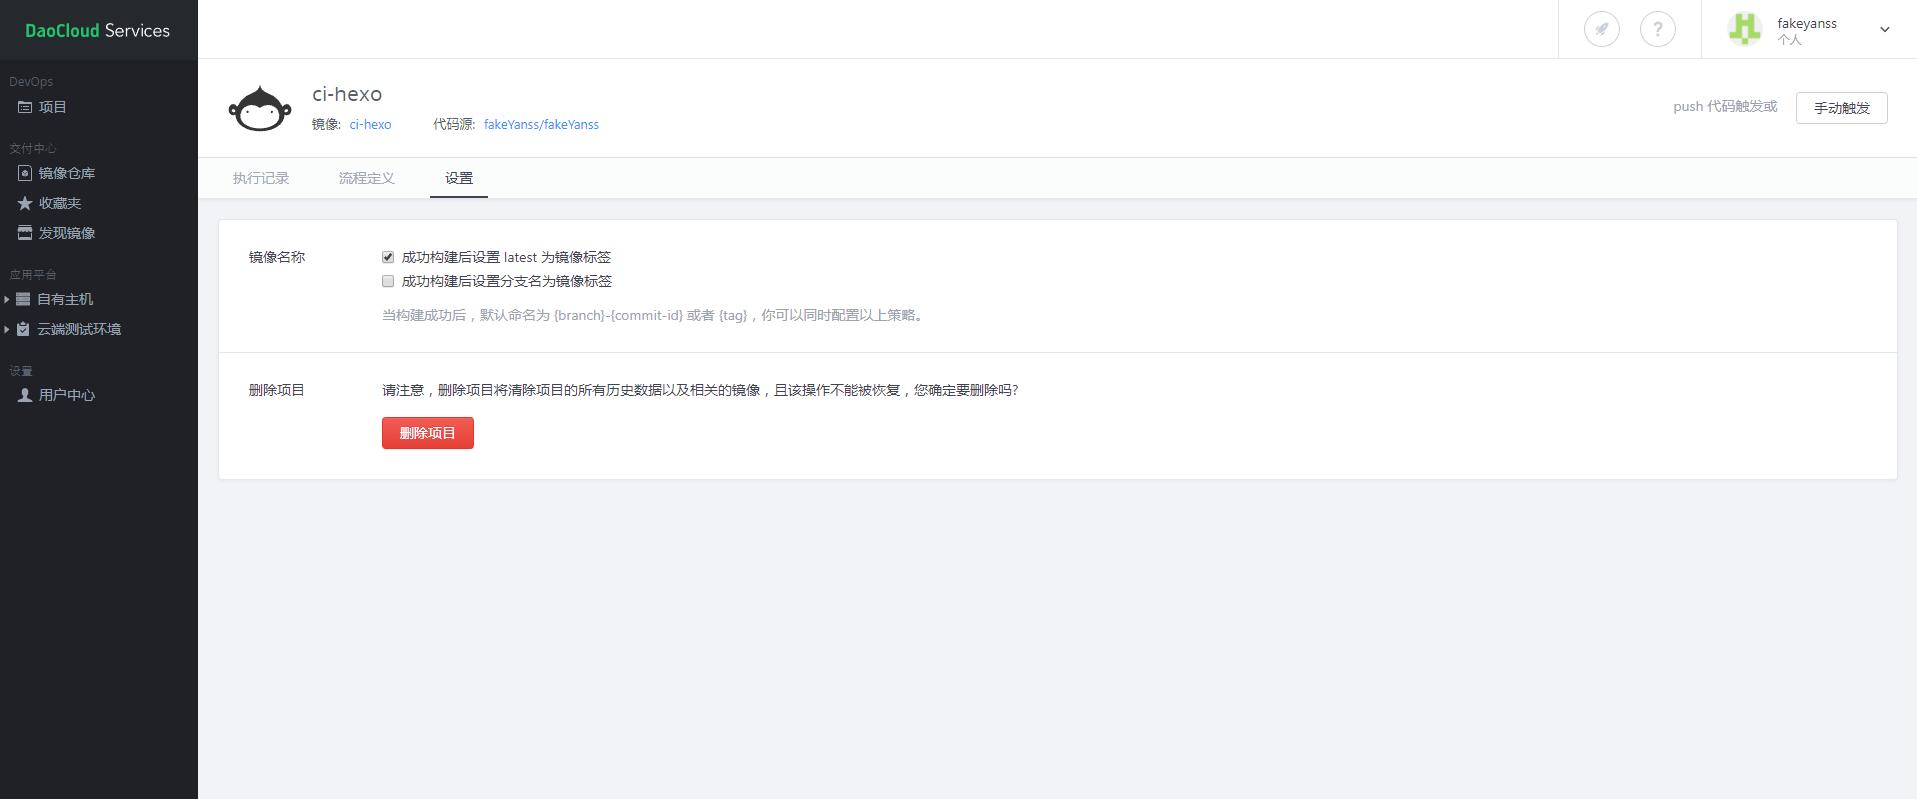 DaoCloud Services
DevOps
项目
交付中心
镜像仓库
收藏夹
发现镜像
应用平台
自有主机
云端测试环境
设置
用户中心
?
fakeyanss
个人
ci-hexo
镜像: ci-hexo 代码源: fakeYanss/fakeYanss
push 代码触发或 手动触发
执行记录 流程定义 设置
镜像名称
成功构建后设置 latest 为镜像标签
成功构建后设置分支名为镜像标签
当构建成功后，默认命名为 {branch}-{commit-id} 或者 {tag}，你可以同时配置以上策略。
删除项目
请注意，删除项目将清除项目的所有历史数据以及相关的镜像，且该操作不能被恢复，您确定要删除吗?
删除项目